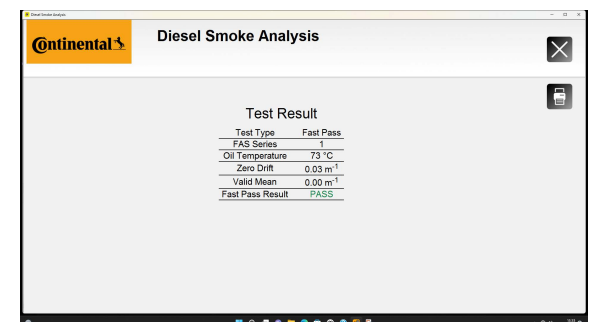 Diesel Smoke Analysis
Continental
Diesel Smoke Analysis
Test Result
Test Type Fast Pass
FAS Series 1
Oil Temperature 73 °C
Zero Drift 0.03 m-1
Valid Mean 0.00 m-1
Fast Pass Result PASS